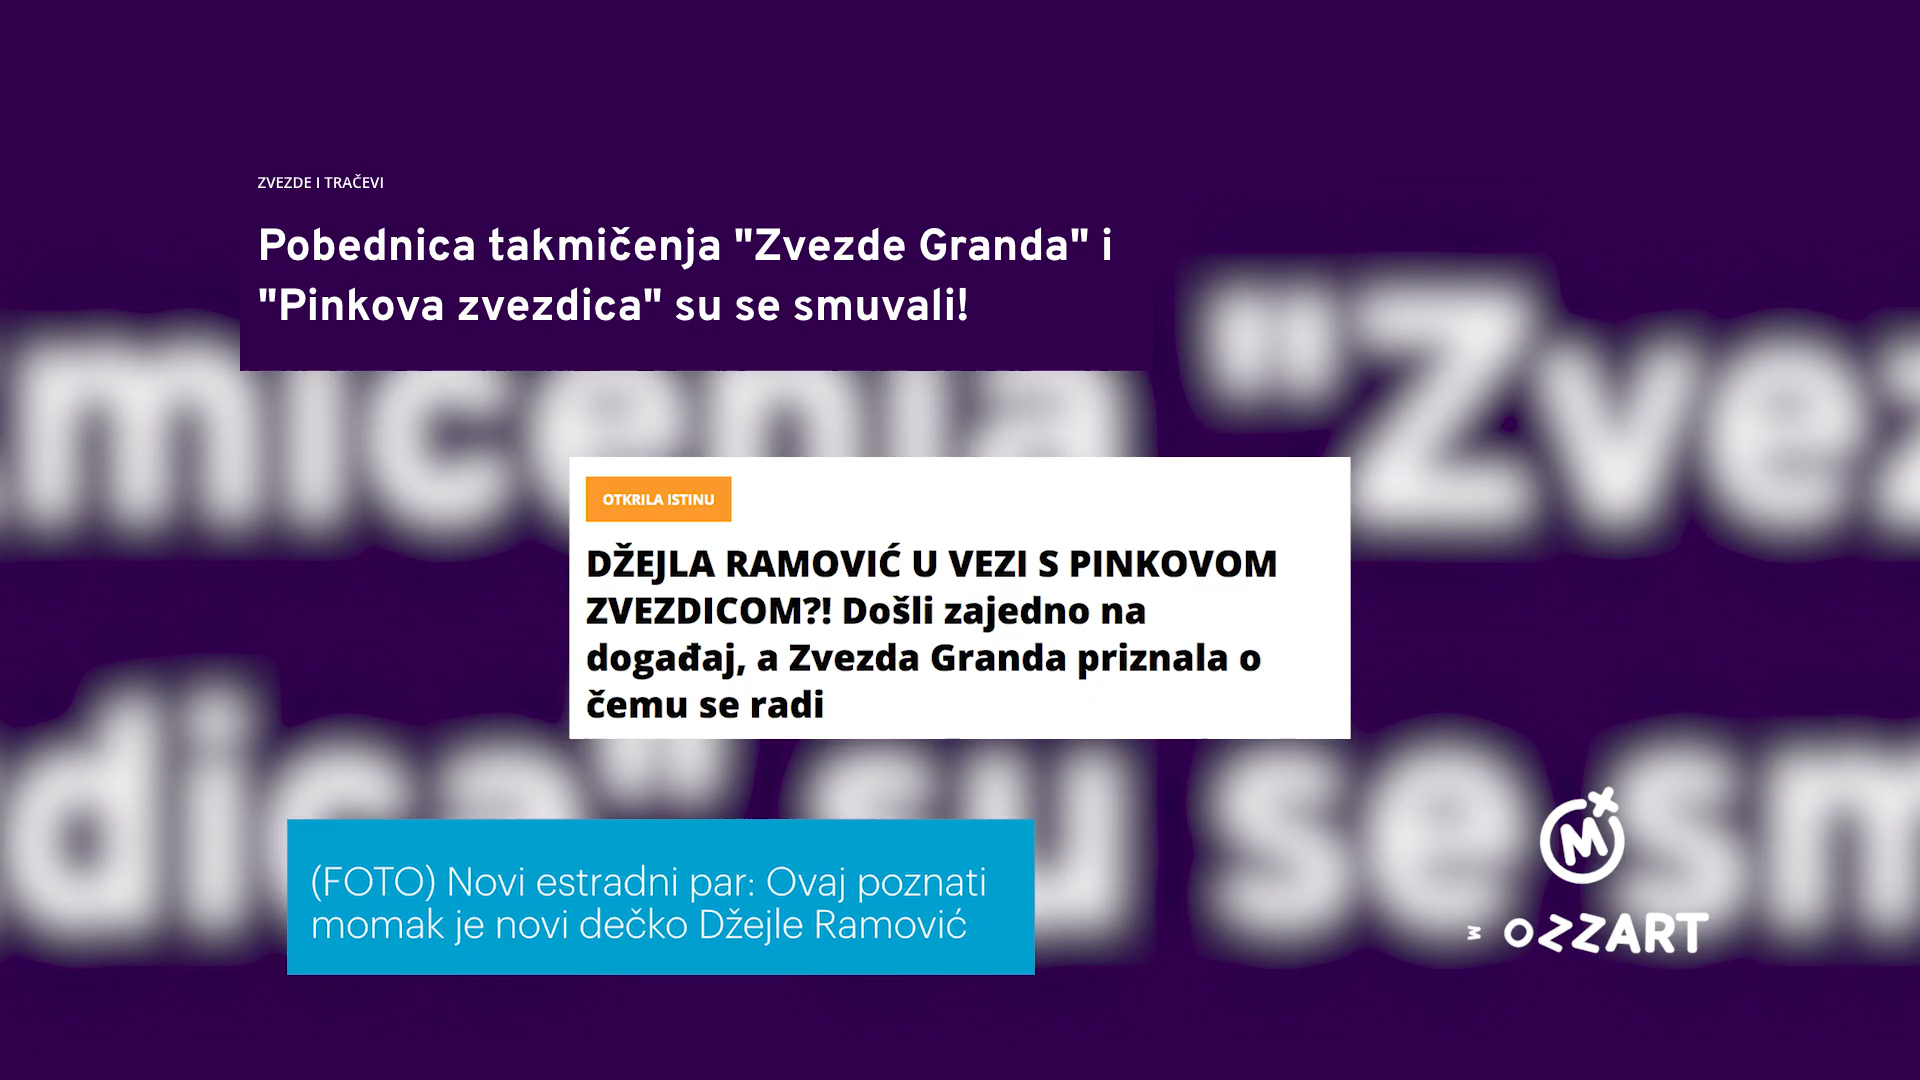 ZVEZDE I TRAČEVI
Pobednica takmičenja "Zvezde Granda" i
"Pinkova zvezdica" su se smuvali!
OTKRILA ISTINU
DŽEJLA RAMOVIĆ U VEZI S PINKOVOM
ZVEZDICOM?! Došli zajedno na
događaj, a Zvezda Granda priznala o
čemu se radi
(FOTO) Novi estradni par: Ovaj poznati
momak je novi dečko Džejle Ramović
M
M OZZART